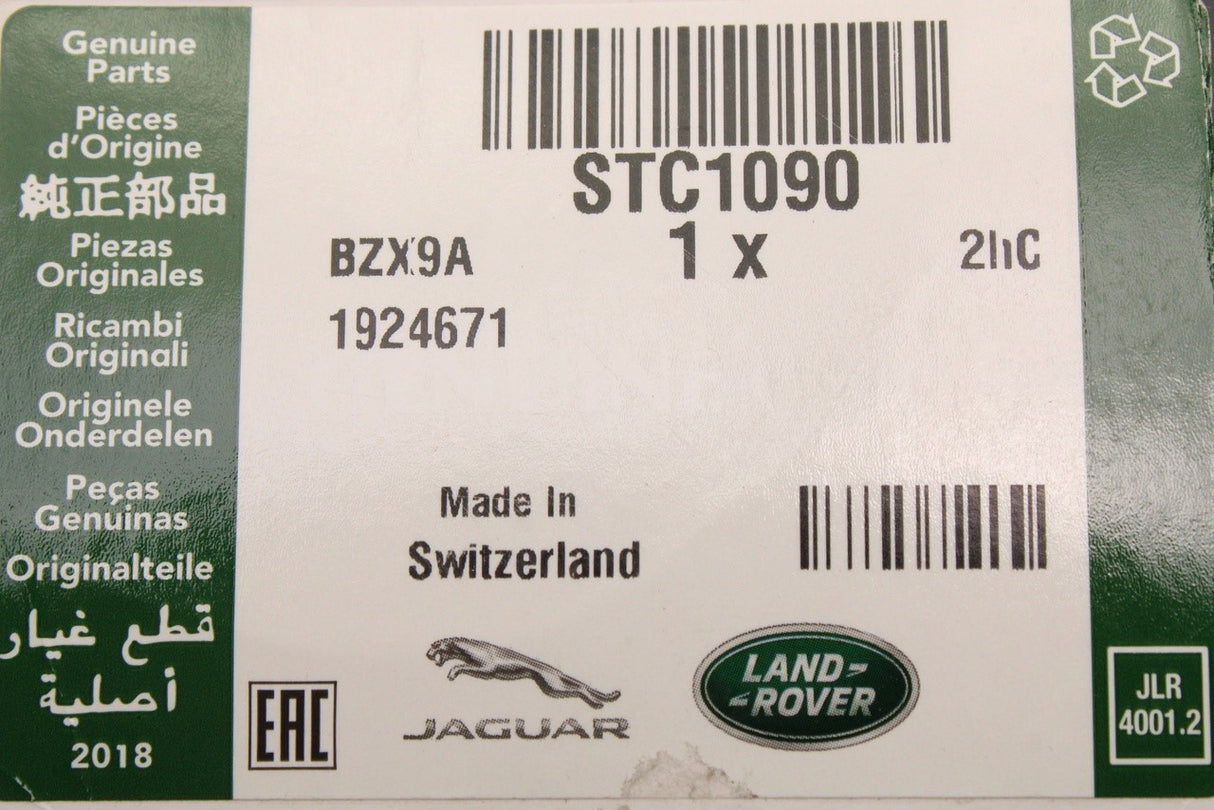 Genuine
Parts
Pièces
d'Origine
純正部品
Piezas
Originales
Ricambi
Originali
Originele
Onderdelen
Peças
Genuinas
Originalteile
قطع غيار
أصلية
2018
STC1090
BZX9A
1 x
1924671
Made In
Switzerland
EAC
JAGUAR
LAND-
-ROVER
JLR
4001.2